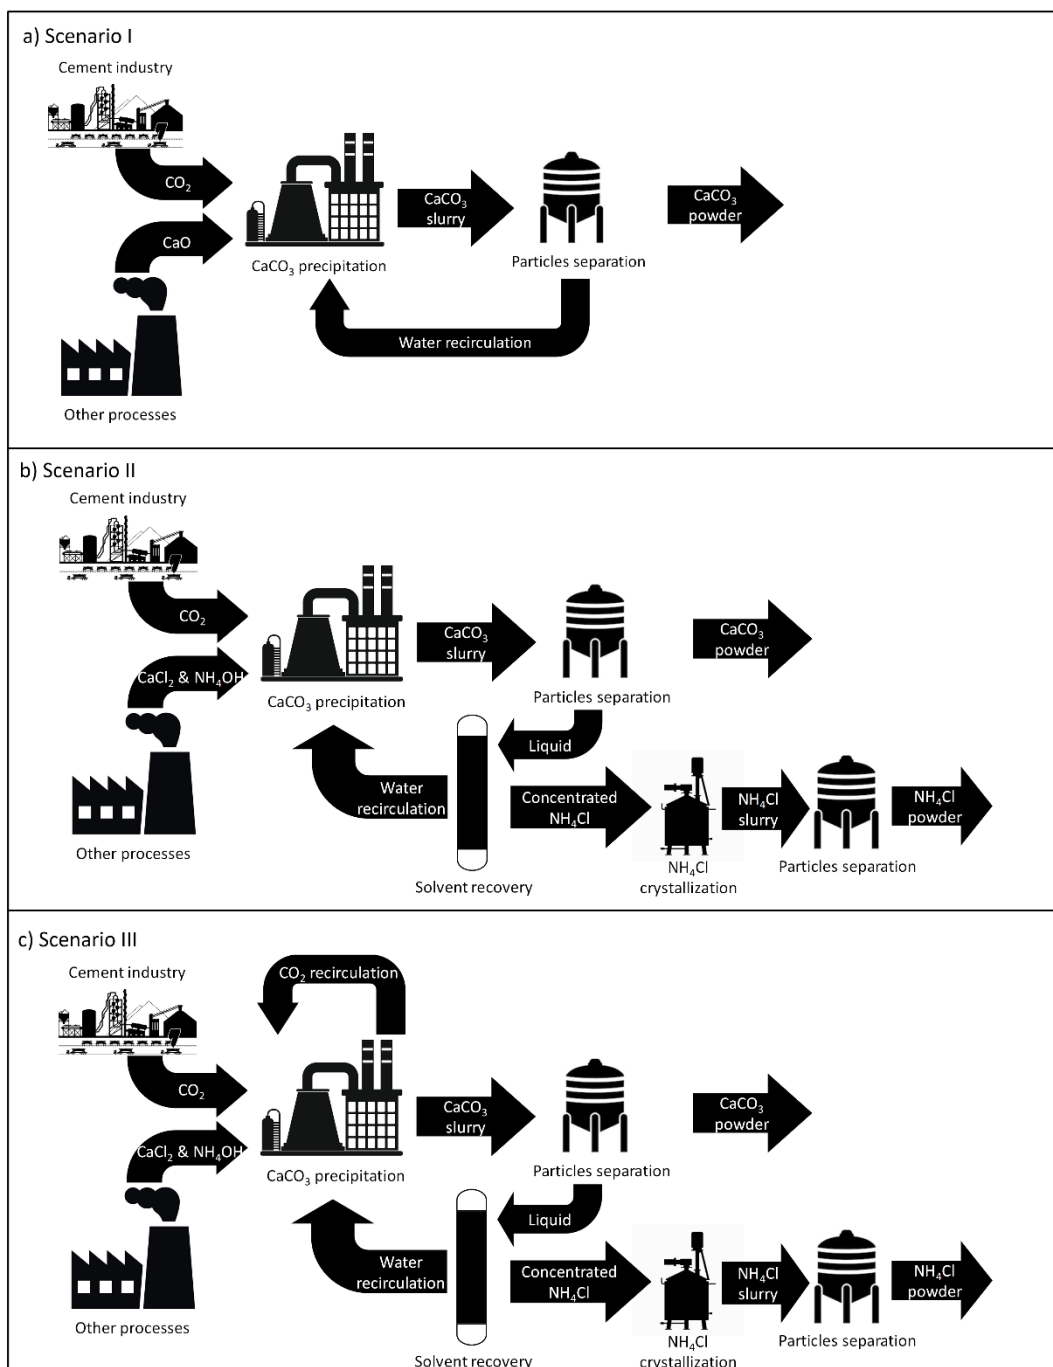 a) Scenario I
Cement industry
CO₂
CaO
CaCO₃
slurry
CaCO₃
powder
CaCO₃ precipitation
Particles separation
Water recirculation
Other processes
b) Scenario II
Cement industry
CO₂
CaCl₂ & NH₄OH
CaCO₃
slurry
CaCO₃
powder
CaCO₃ precipitation
Particles separation
Liquid
Water
recirculation
Concentrated
NH₄Cl
NH₄Cl
slurry
NH₄Cl
powder
Other processes
Solvent recovery
NH₄Cl
crystallization
Particles separation
c) Scenario III
Cement industry
CO₂ recirculation
CO₂
CaCl₂ & NH₄OH
CaCO₃
slurry
CaCO₃
powder
CaCO₃ precipitation
Particles separation
Liquid
Water
recirculation
Concentrated
NH₄Cl
NH₄Cl
slurry
NH₄Cl
powder
Other processes
Solvent recovery
NH₄Cl
crystallization
Particles separation